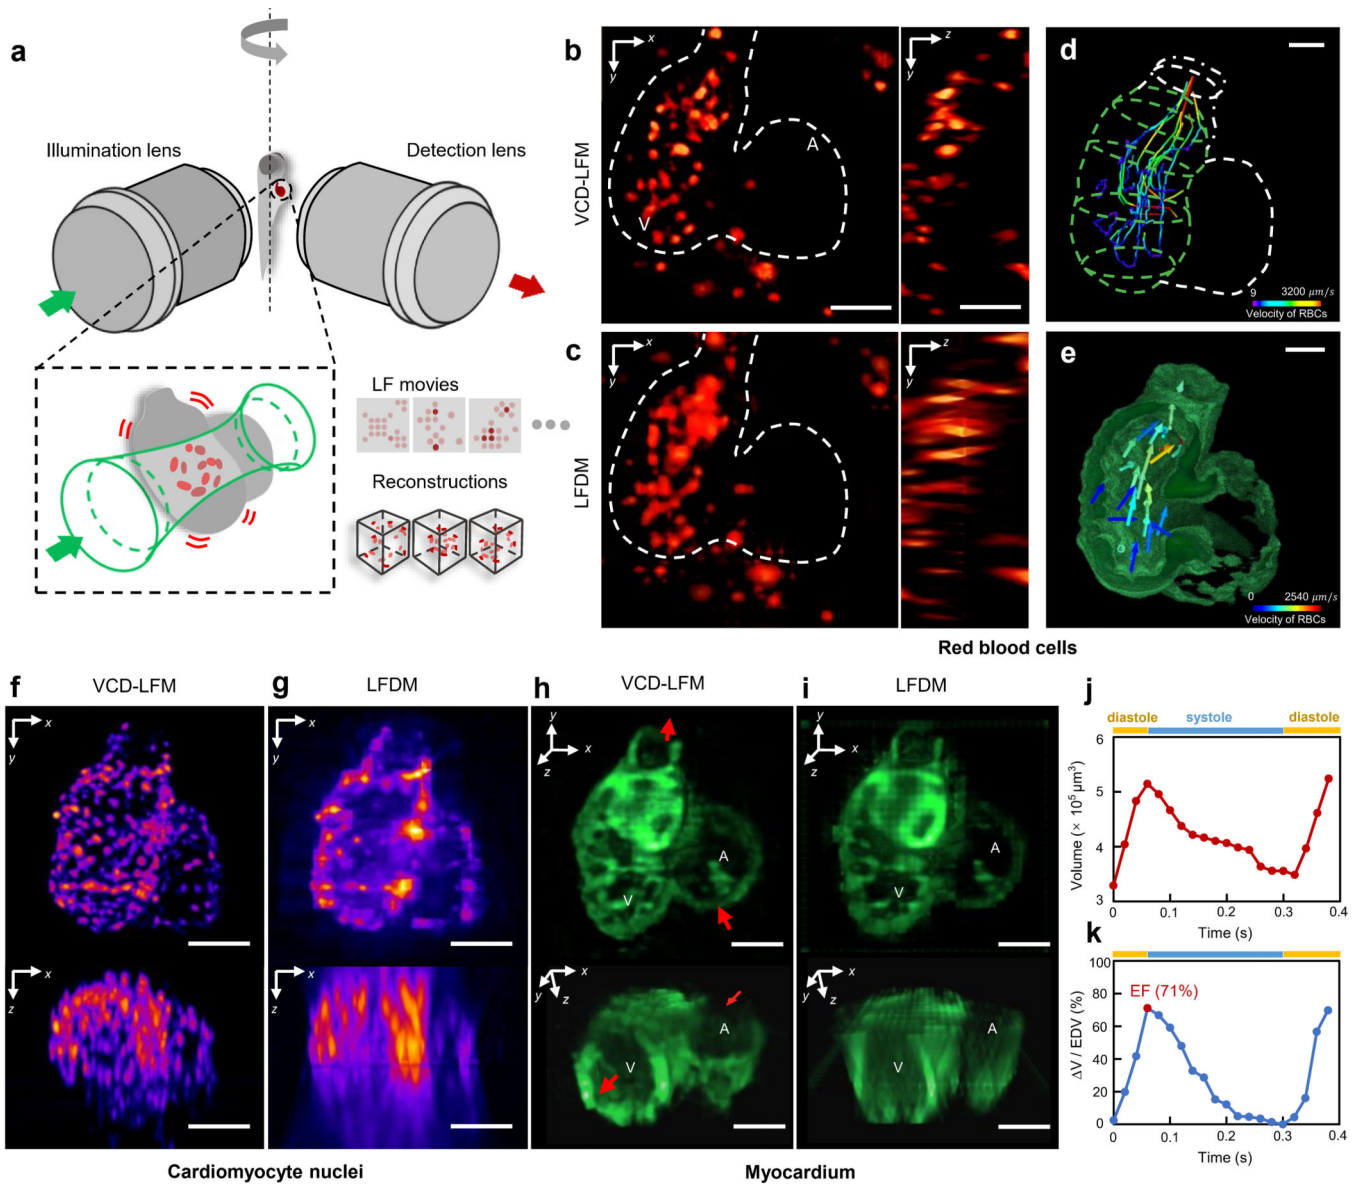 a
Illumination lens
Detection lens
LF movies
Reconstructions
b
x
y
z
y
VCD-LFM
A
V
c
x
y
z
y
LFDM
d
9
3200 μm/s
Velocity of RBCs
e
0
2540 μm/s
Velocity of RBCs
Red blood cells
f
VCD-LFM
x
y
x
z
g
LFDM
x
y
x
z
Cardiomyocyte nuclei
h
VCD-LFM
y
x
z
A
V
x
y
z
A
V
i
LFDM
y
x
z
A
V
x
y
z
A
V
Myocardium
j
diastole
systole
diastole
6
5
4
3
Volume (× 10⁵ μm³)
0
0.1
0.2
0.3
0.4
Time (s)
k
100
80
60
40
20
0
ΔV / EDV (%)
EF (71%)
0
0.1
0.2
0.3
0.4
Time (s)